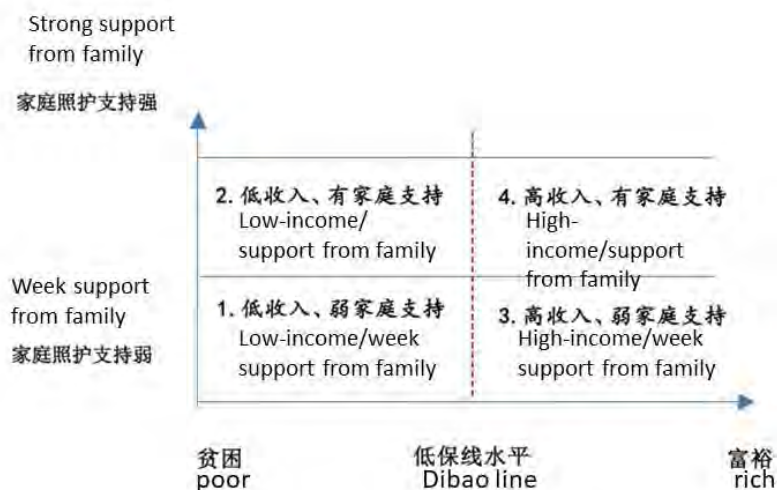 Strong support
from family
家庭照护支持强
2. 低收入、有家庭支持
Low-income/
support from family
4. 高收入、有家庭支持
High-
income/support
from family
Week support
from family
家庭照护支持弱
1. 低收入、弱家庭支持
Low-income/week
support from family
3. 高收入、弱家庭支持
High-income/week
support from family
贫困
poor
低保线水平
Dibao line
富裕
rich